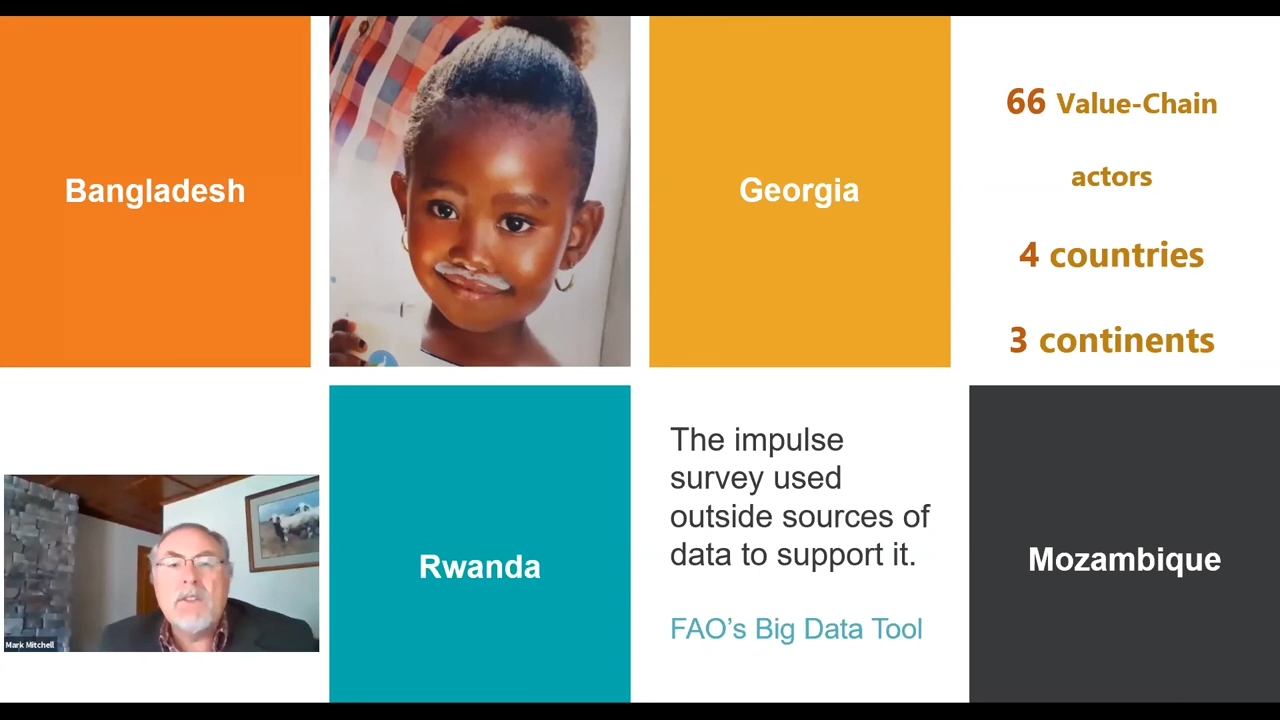 Bangladesh
Georgia
66 Value-Chain
actors
4 countries
3 continents
Mark Mitchell
Rwanda
The impulse
survey used
outside sources of
data to support it.
FAO's Big Data Tool
Mozambique